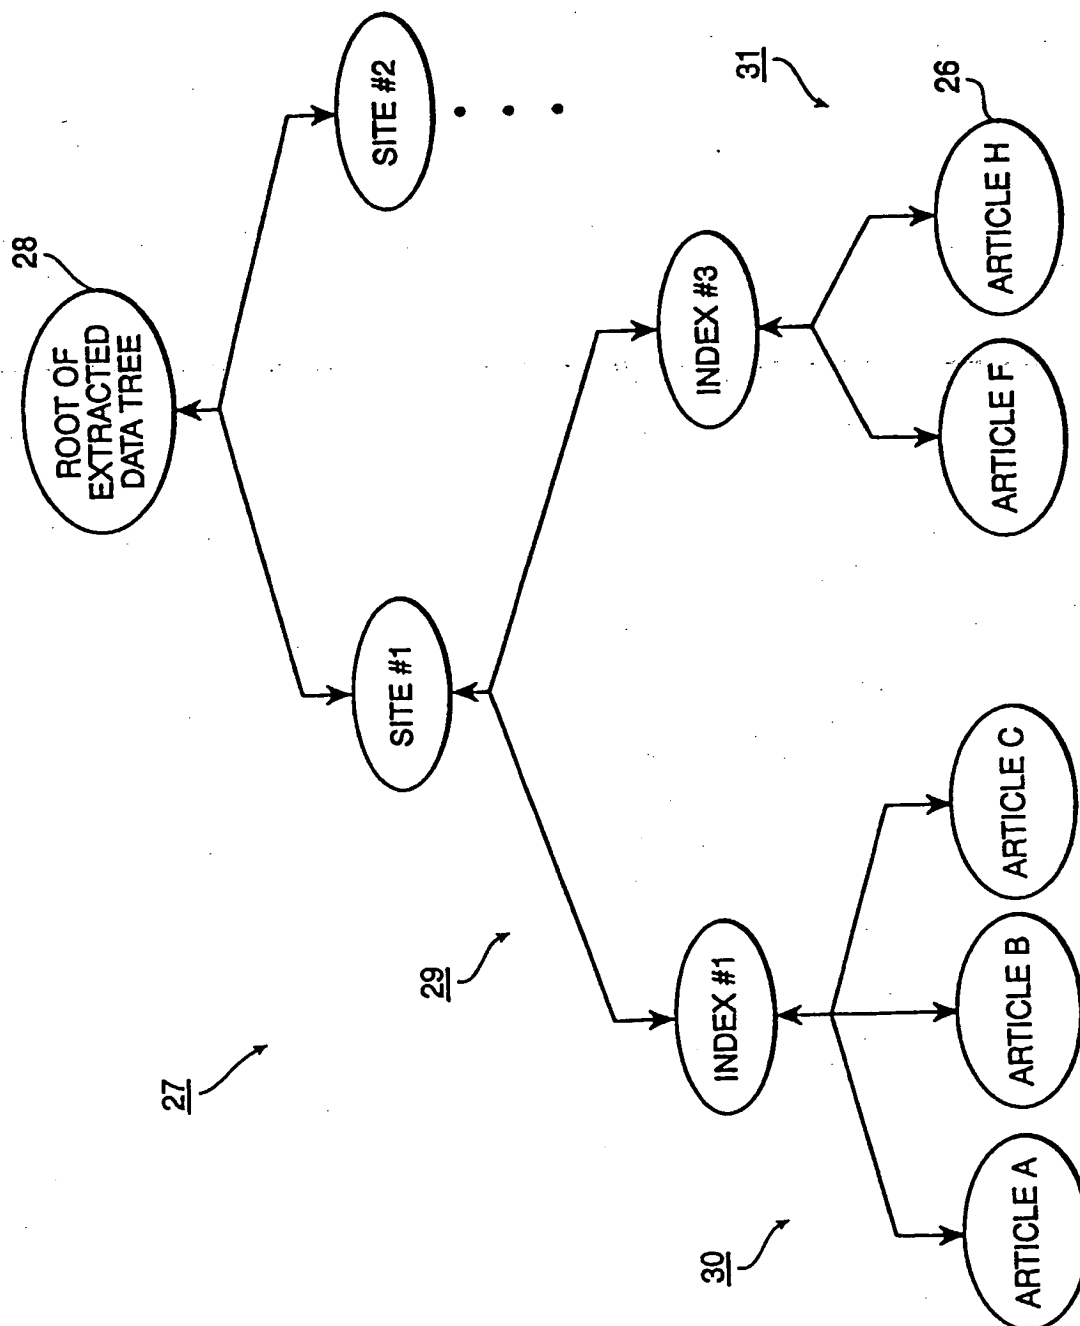 28
ROOT OF
EXTRACTED
DATA TREE
SITE #1
SITE #2
27
29
INDEX #1
INDEX #3
30
31
26
ARTICLE A
ARTICLE B
ARTICLE C
ARTICLE F
ARTICLE H